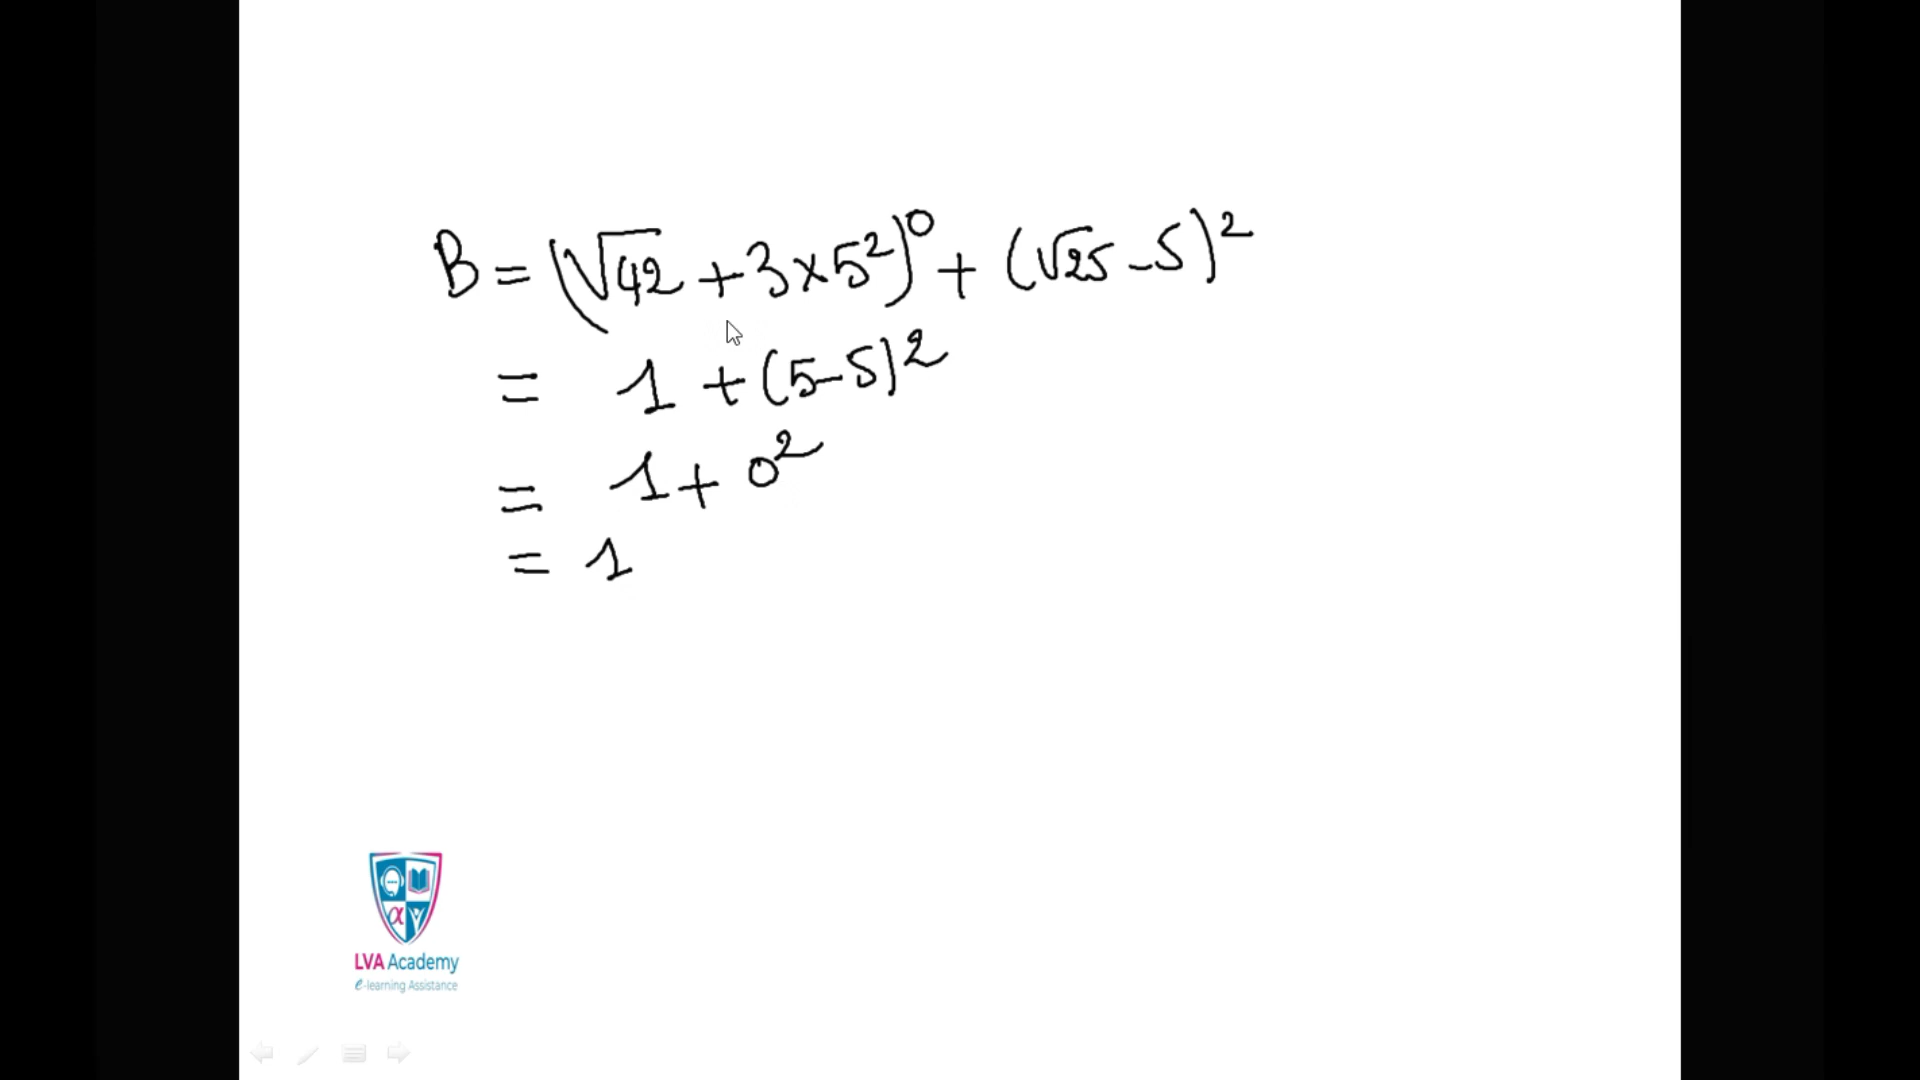 B = (√42 + 3×5²)⁰ + (√25 - 5)²
= 1 + (5-5)²
= 1 + 0²
= 1
LVA Academy
e-learning Assistance